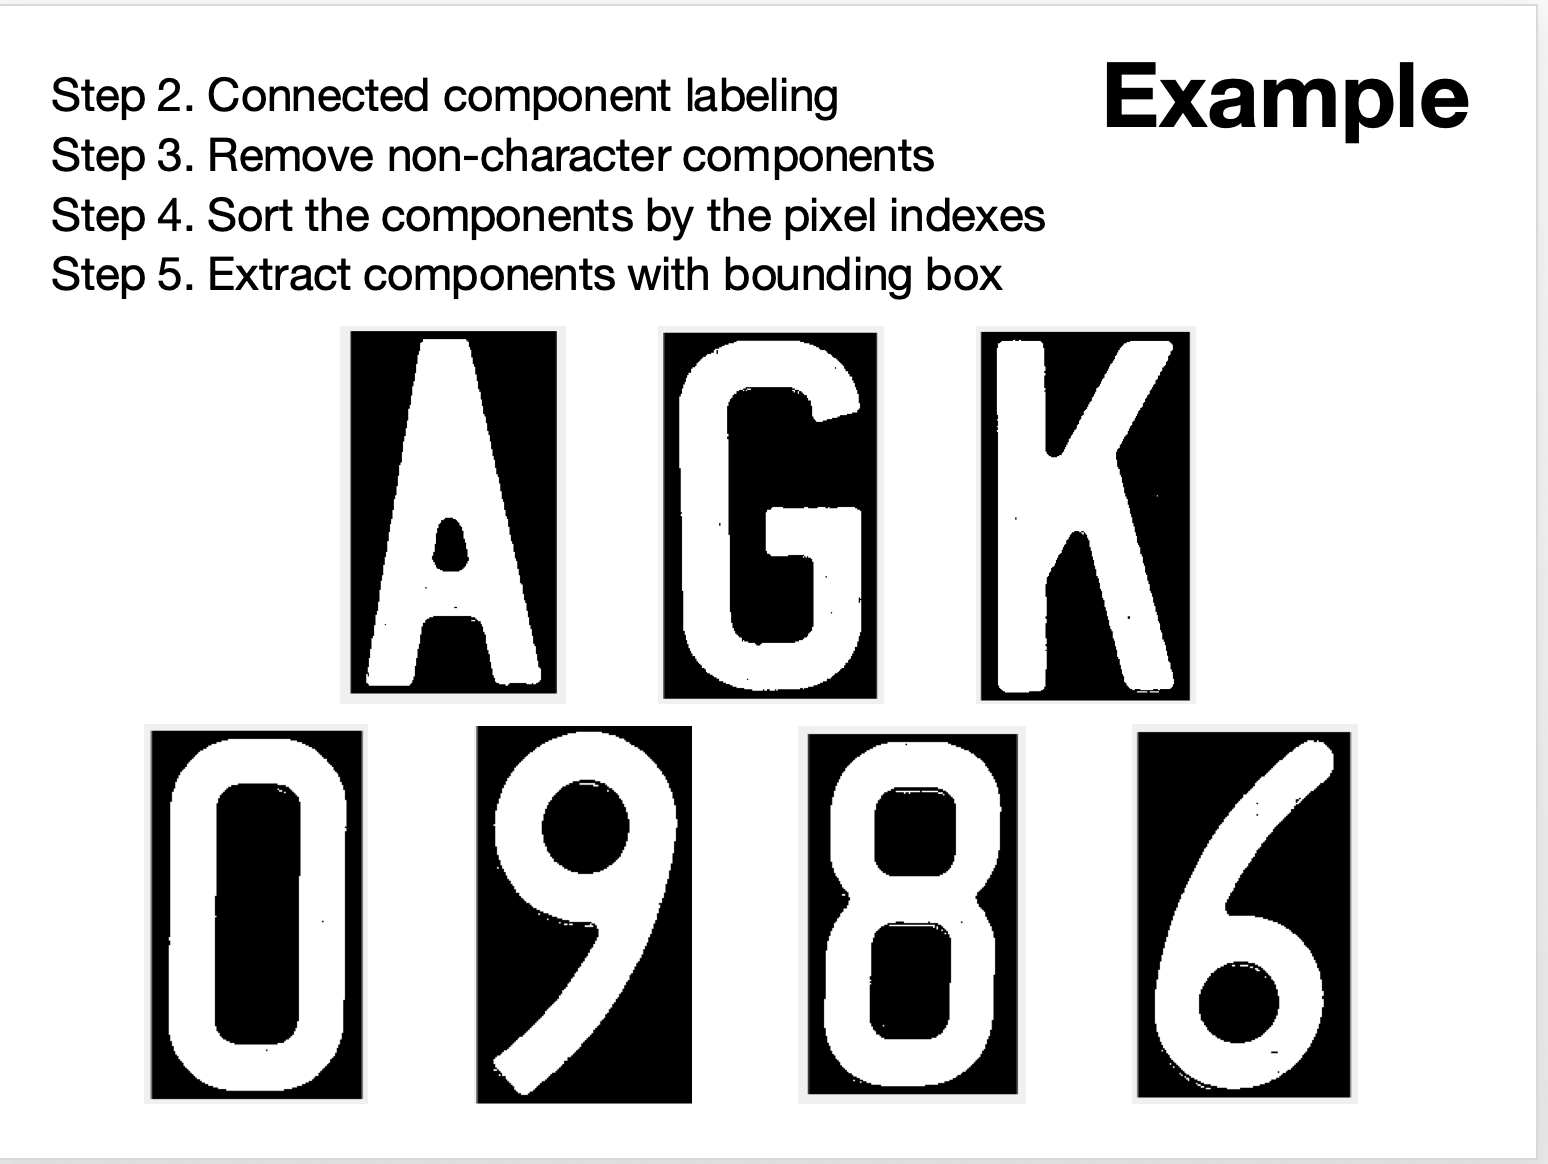 Example
Step 2. Connected component labeling
Step 3. Remove non-character components
Step 4. Sort the components by the pixel indexes
Step 5. Extract components with bounding box
A G K
0 9 8 6